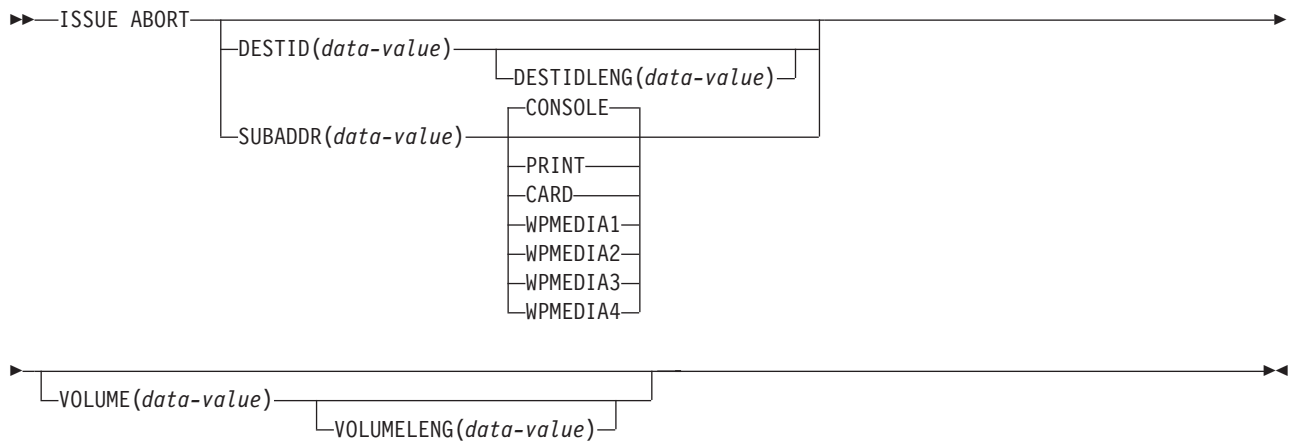 ISSUE ABORT
DESTID(data-value)
DESTIDLENG(data-value)
CONSOLE
SUBADDR(data-value)
PRINT
CARD
WPMEDIA1
WPMEDIA2
WPMEDIA3
WPMEDIA4
VOLUME(data-value)
VOLUMELENG(data-value)